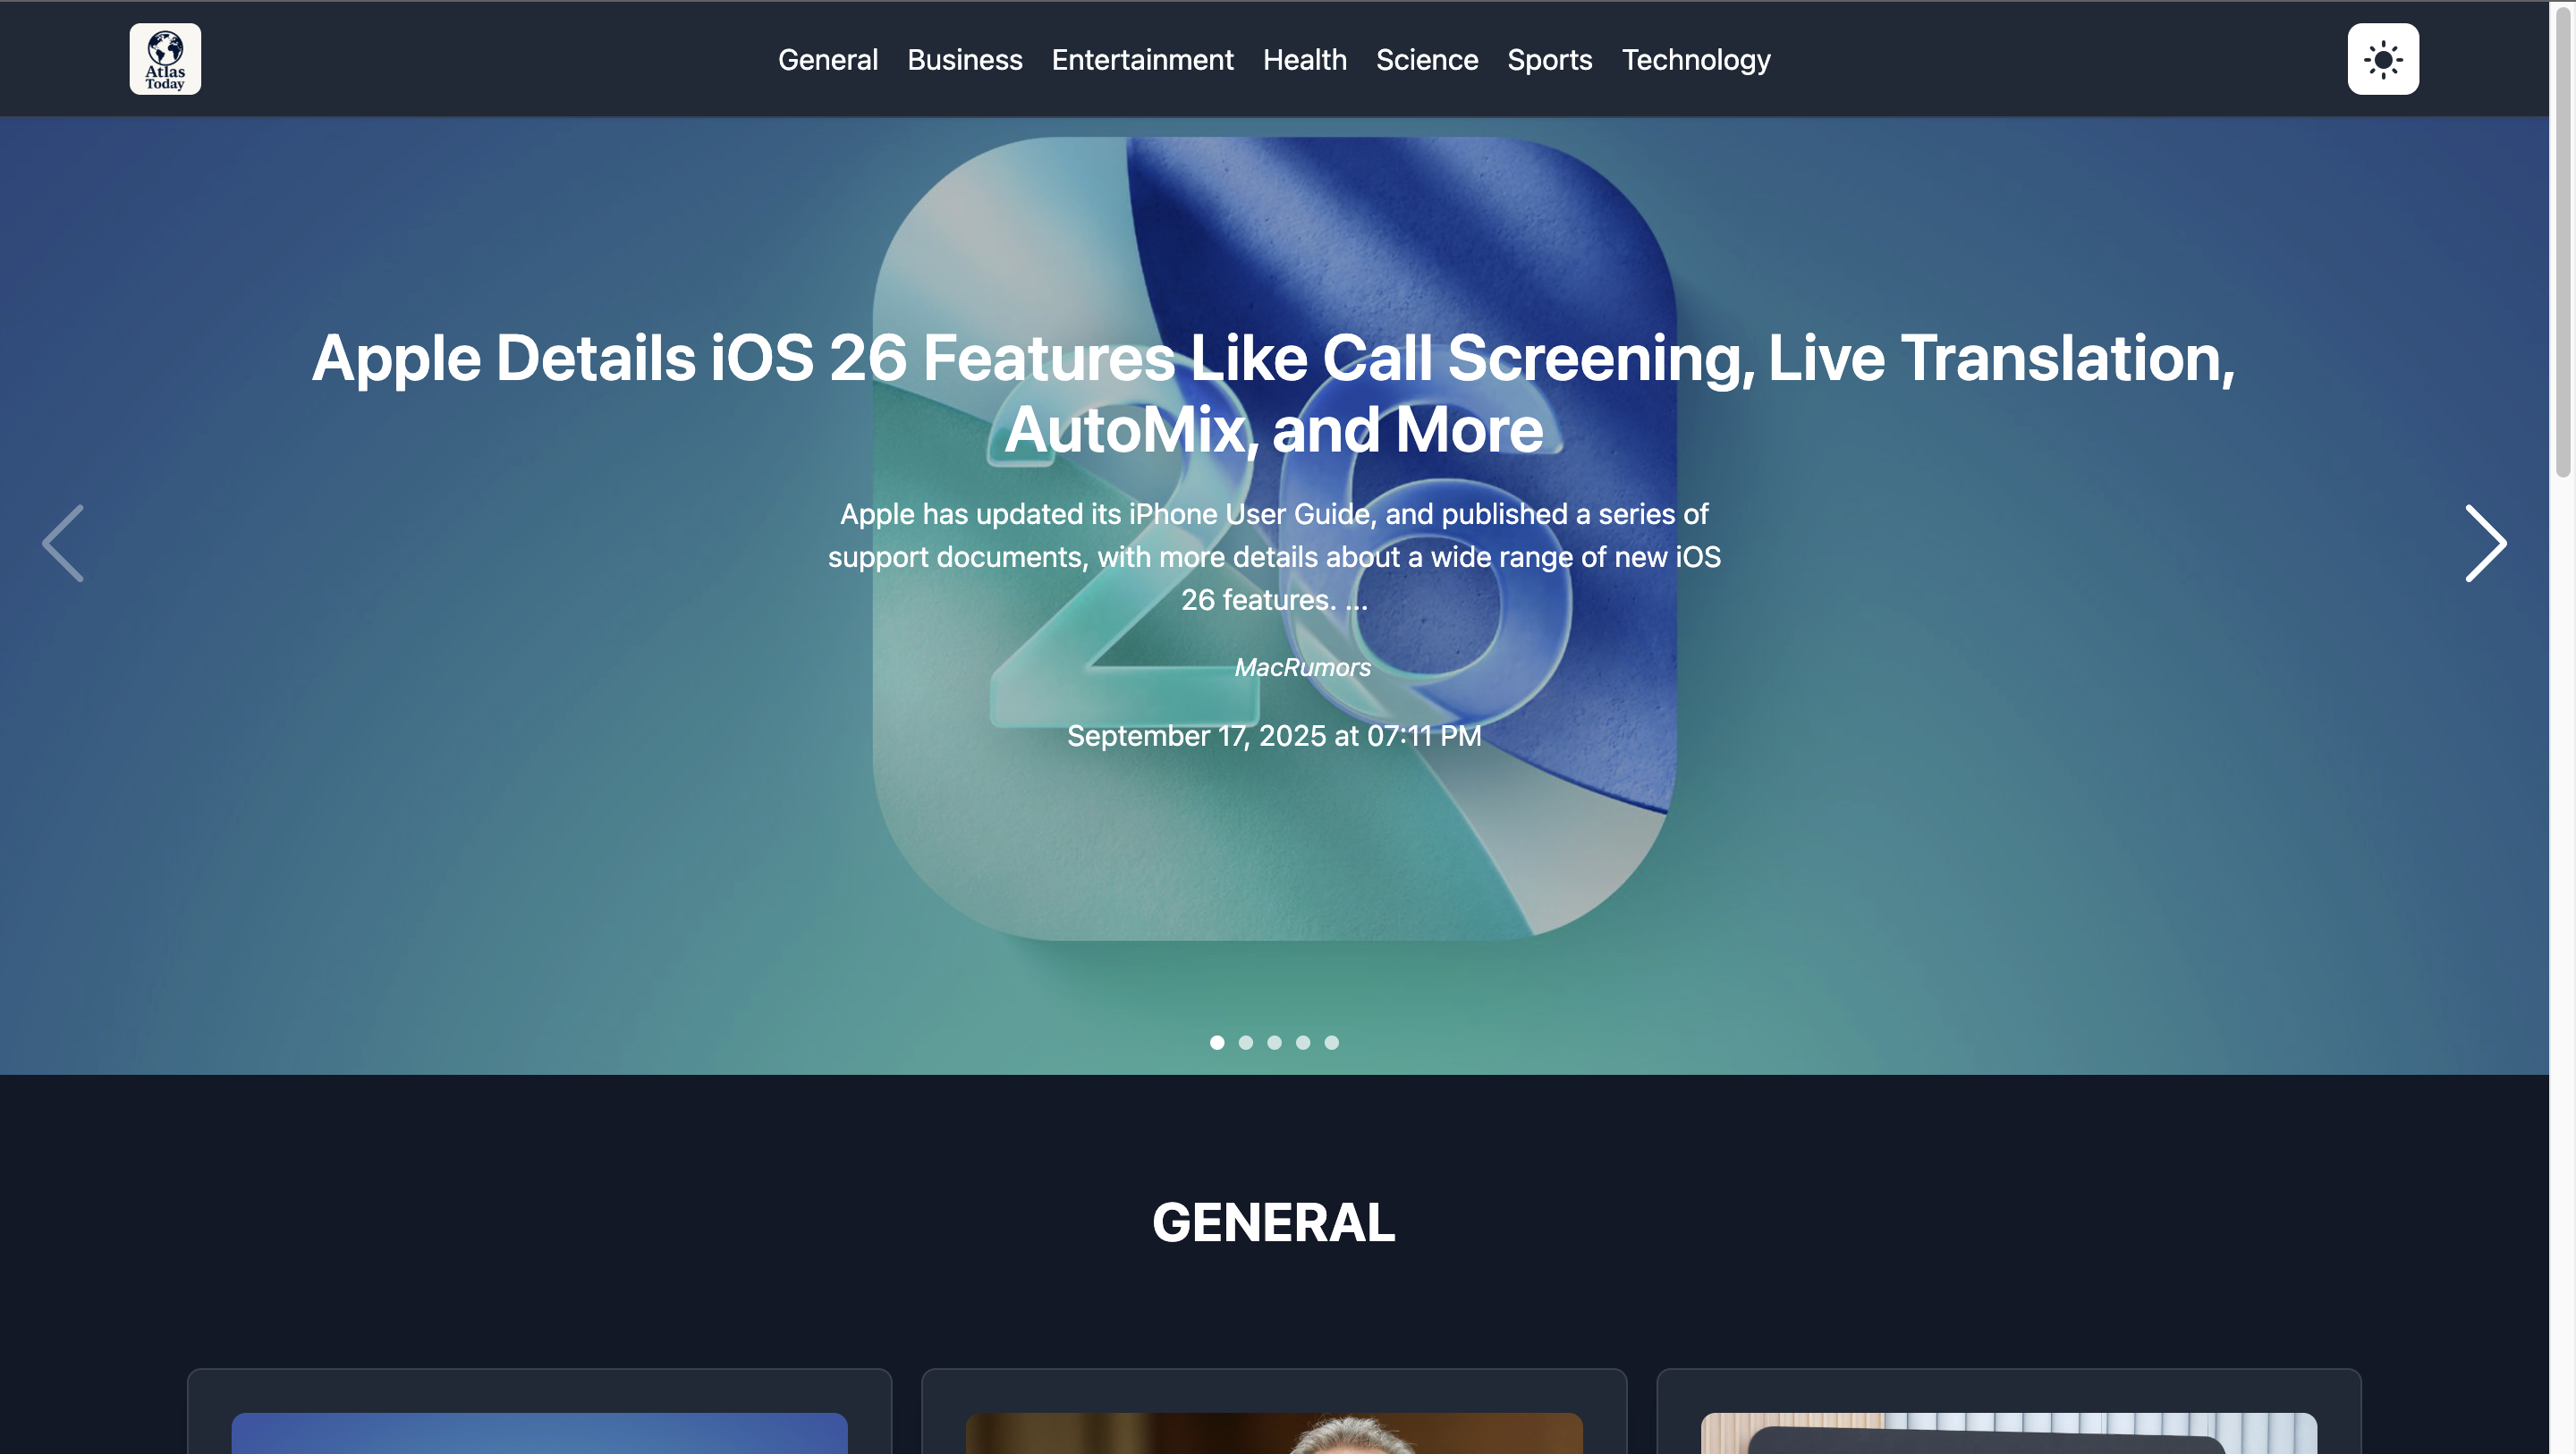 Atlas
Today
General Business Entertainment Health Science Sports Technology
Apple Details iOS 26 Features Like Call Screening, Live Translation,
AutoMix, and More
Apple has updated its iPhone User Guide, and published a series of
support documents, with more details about a wide range of new iOS
26 features. ...
MacRumors
September 17, 2025 at 07:11 PM
26
GENERAL